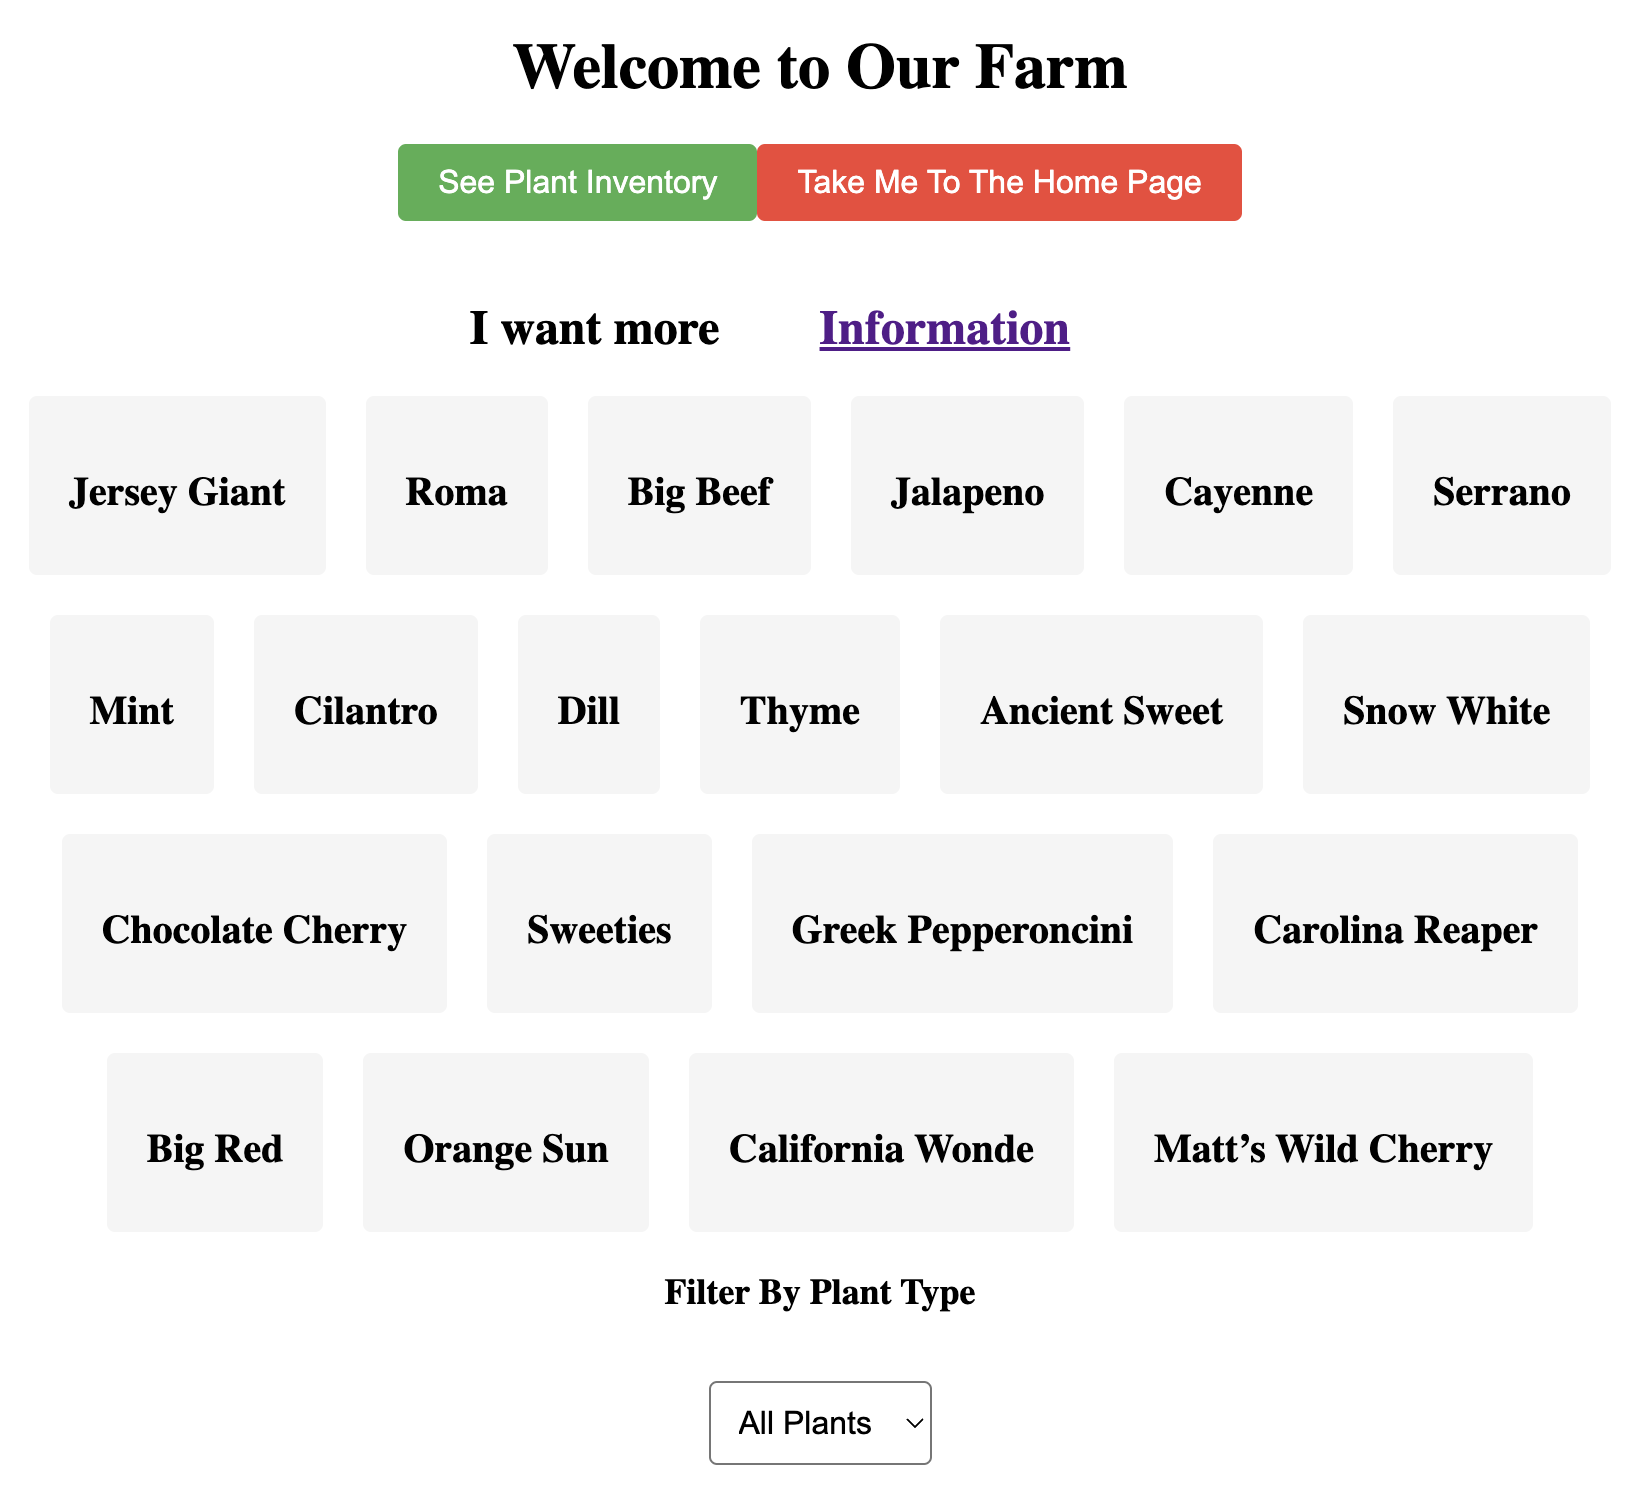 Welcome to Our Farm
See Plant Inventory Take Me To The Home Page
I want more Information
Jersey Giant Roma Big Beef Jalapeno Cayenne Serrano
Mint Cilantro Dill Thyme Ancient Sweet Snow White
Chocolate Cherry Sweeties Greek Pepperoncini Carolina Reaper
Big Red Orange Sun California Wonde Matt’s Wild Cherry
Filter By Plant Type
All Plants